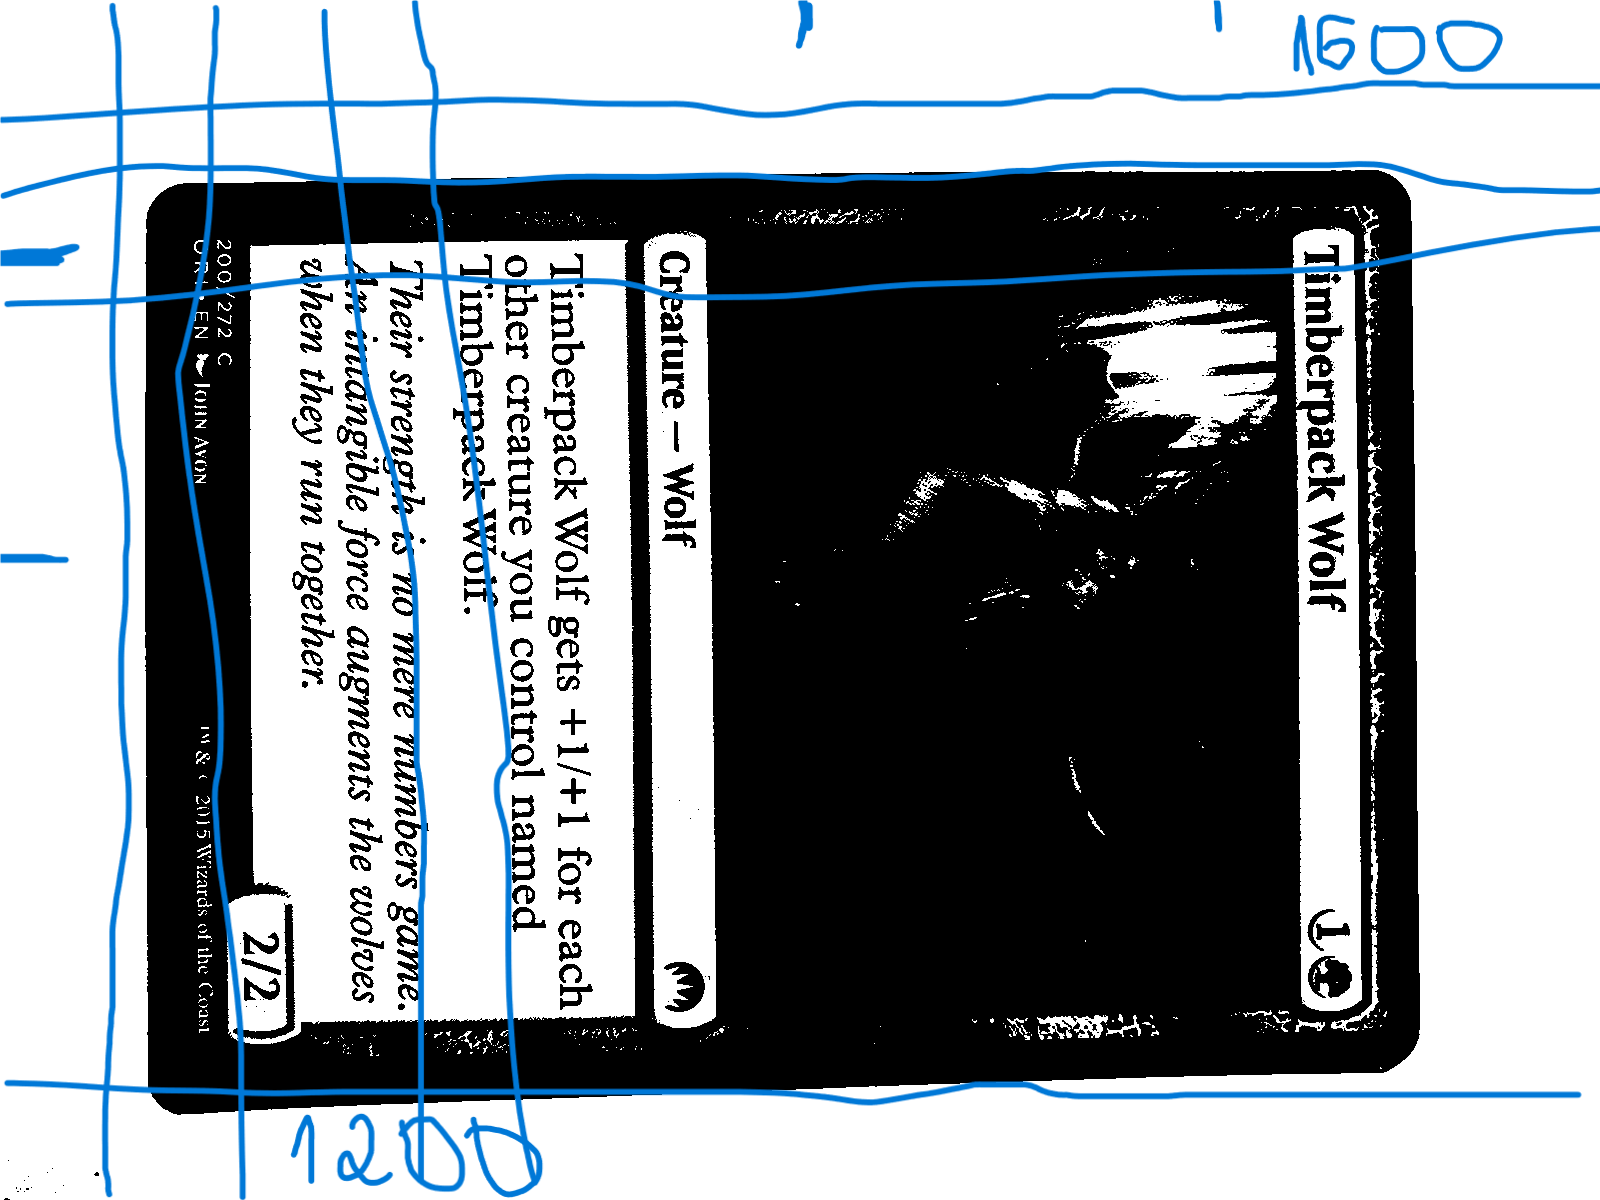 1600
Timberpack Wolf 1
Creature — Wolf
Timberpack Wolf gets +1/+1 for each
other creature you control named
Timberpack Wolf.
Their strength is no mere numbers game.
An intangible force augments the wolves
when they run together.
2/2
200/272 C
EN JOHN AVON
2015 Wizards of the Coast
1200